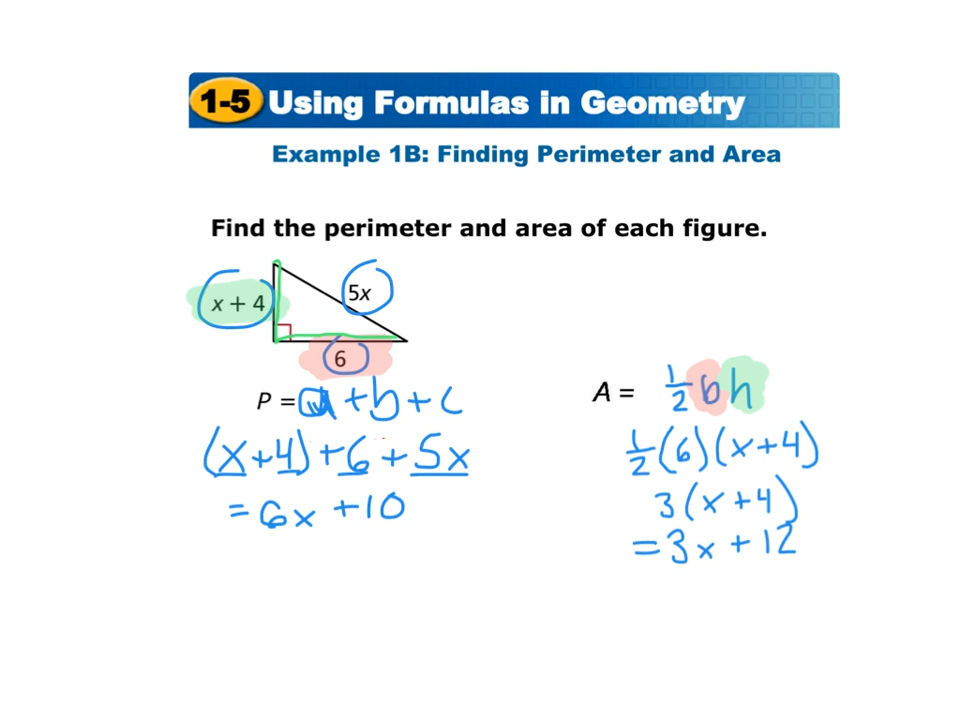 1-5 Using Formulas in Geometry
Example 1B: Finding Perimeter and Area
Find the perimeter and area of each figure.
x + 4
5x
6
P = a + b + c
(x+4) + 6 + 5x
= 6x + 10
A = 1/2 bh
1/2 (6)(x+4)
3(x+4)
= 3x + 12